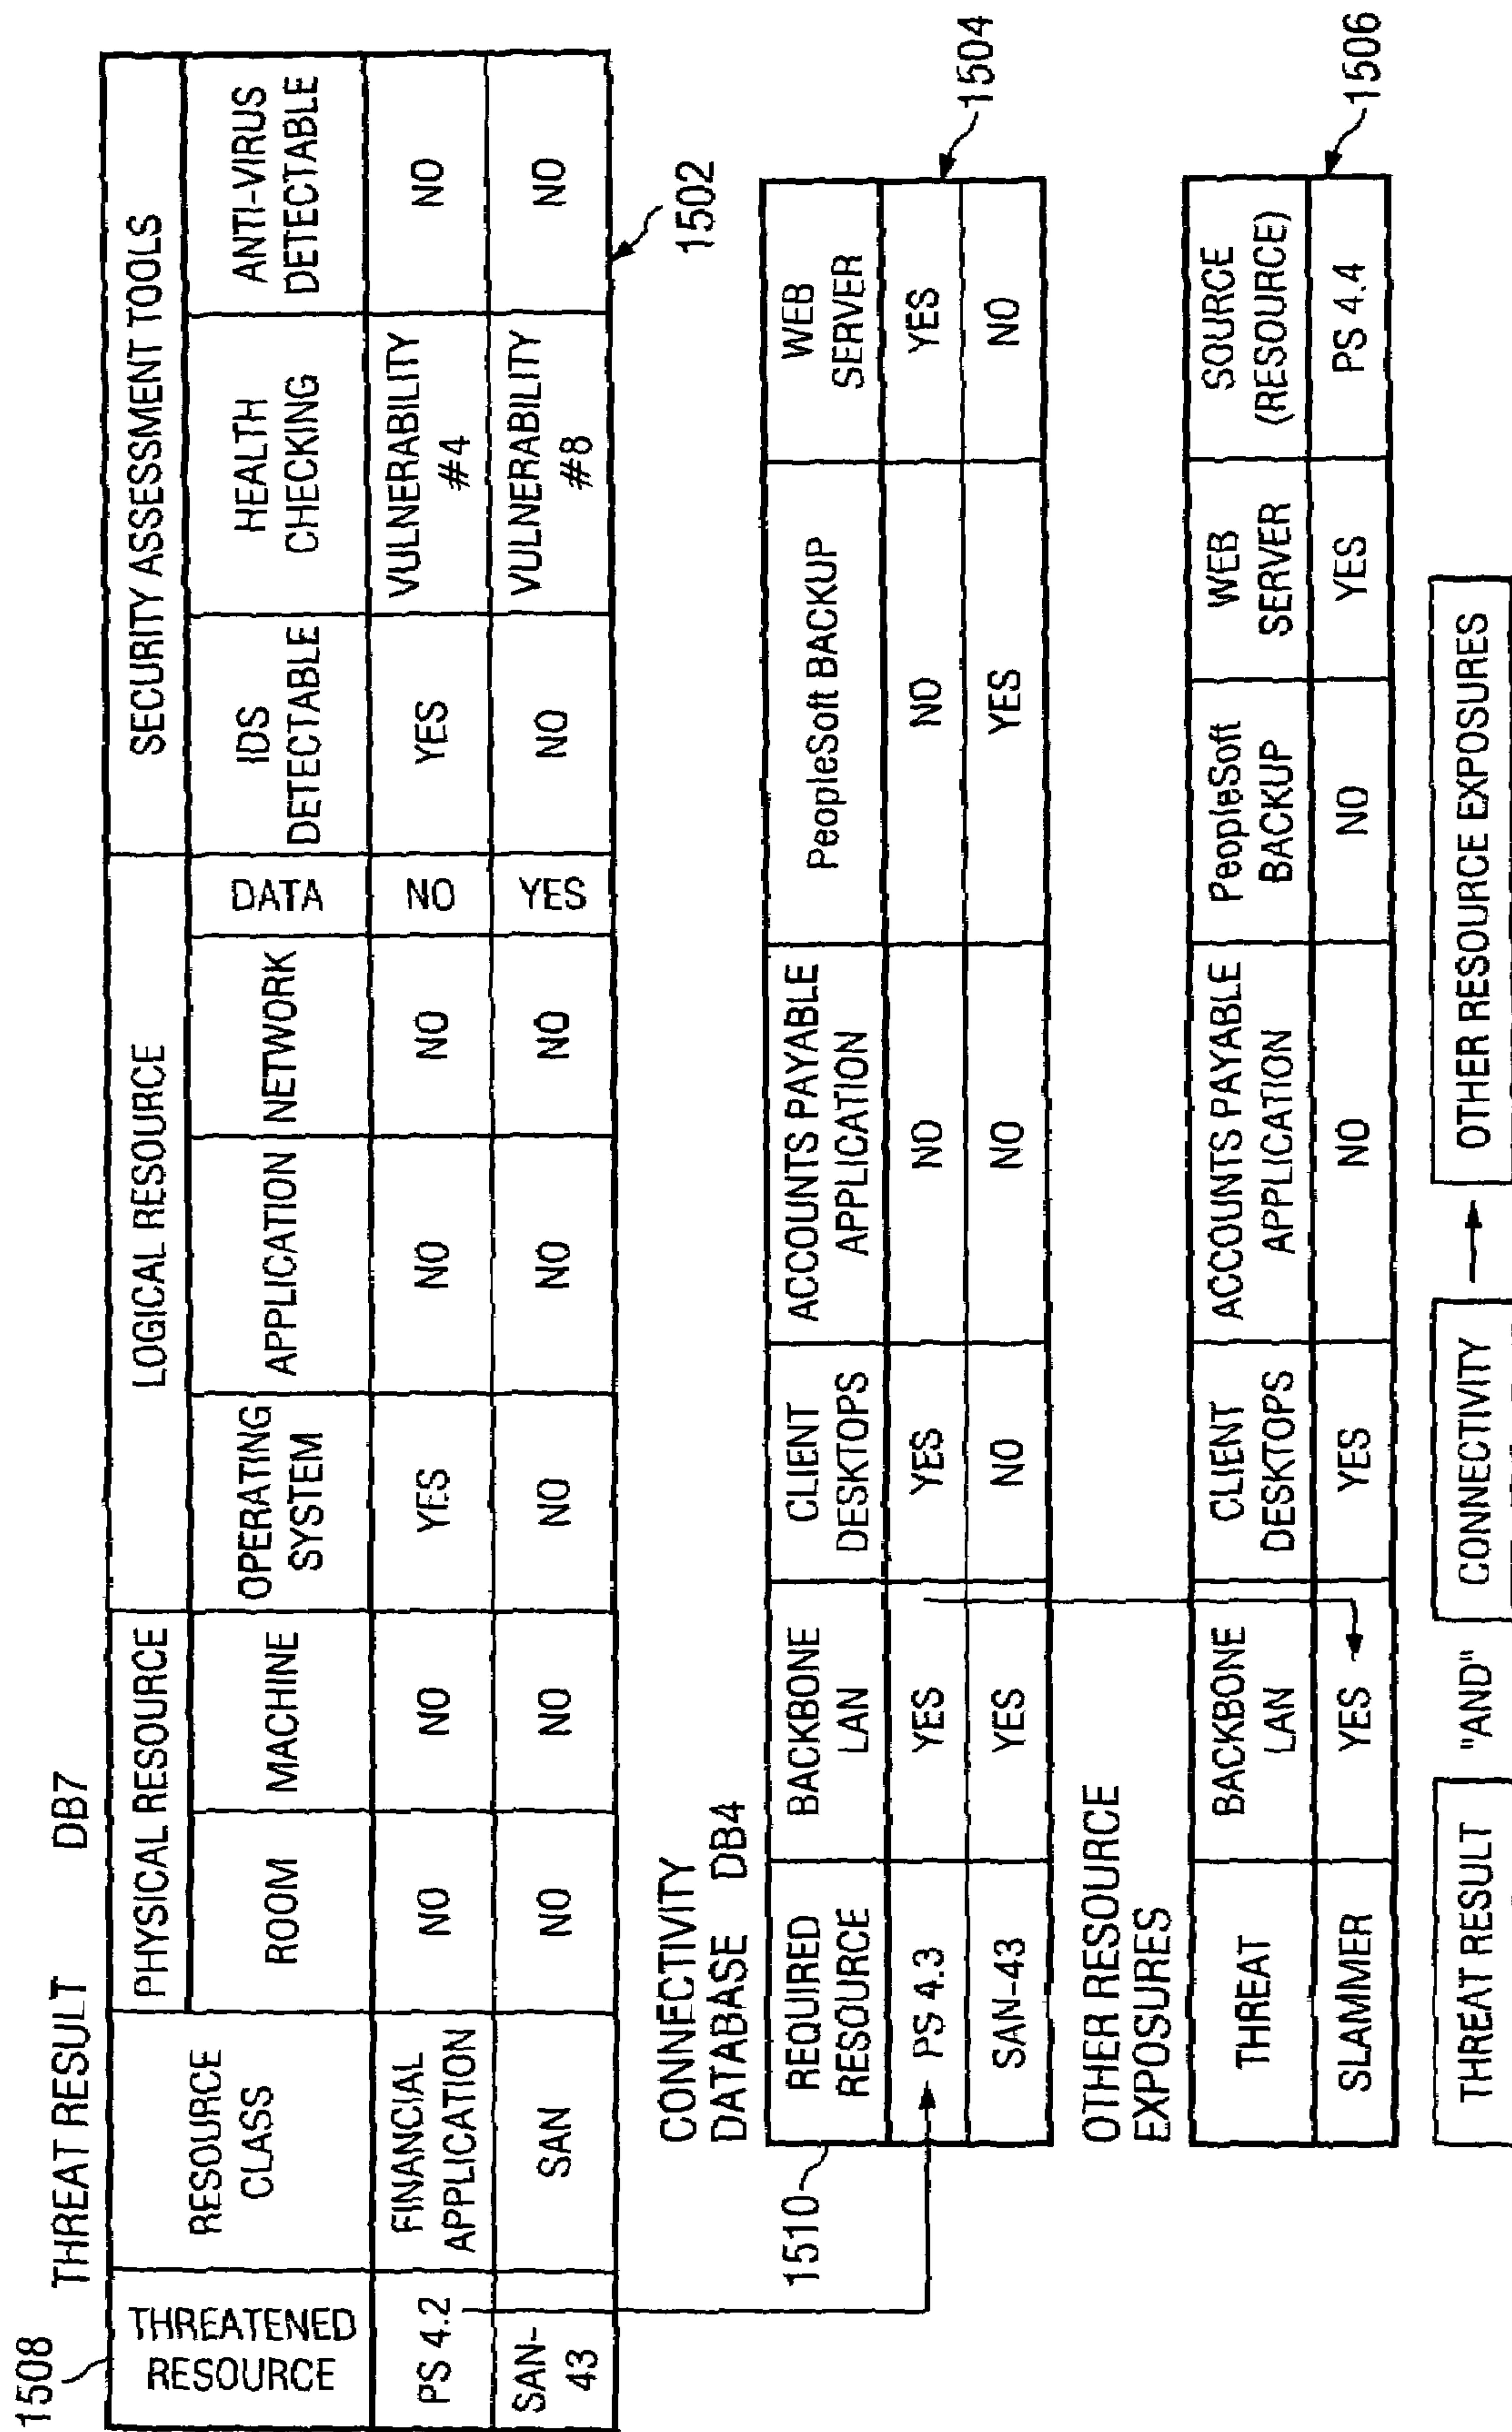 1508
THREAT RESULT DB7
THREATENED RESOURCE | RESOURCE CLASS | PHYSICAL RESOURCE | LOGICAL RESOURCE | SECURITY ASSESSMENT TOOLS
ROOM | MACHINE | OPERATING SYSTEM | APPLICATION | NETWORK | DATA | IDS DETECTABLE | HEALTH CHECKING | ANTI-VIRUS DETECTABLE
PS 4.2 | FINANCIAL APPLICATION | NO | NO | YES | NO | NO | NO | YES | VULNERABILITY #4 | NO
SAN-43 | SAN | NO | NO | NO | NO | NO | YES | NO | VULNERABILITY #8 | NO
1502
CONNECTIVITY
DATABASE DB4
1510
REQUIRED RESOURCE | BACKBONE LAN | CLIENT DESKTOPS | ACCOUNTS PAYABLE APPLICATION | PeopleSoft BACKUP | WEB SERVER
PS 4.3 | YES | YES | NO | NO | YES
SAN-43 | YES | NO | NO | YES | NO
1504
OTHER RESOURCE
EXPOSURES
THREAT | BACKBONE LAN | CLIENT DESKTOPS | ACCOUNTS PAYABLE APPLICATION | PeopleSoft BACKUP | WEB SERVER | SOURCE (RESOURCE)
SLAMMER | YES | YES | NO | NO | YES | PS 4.4
1506
THREAT RESULT "AND" CONNECTIVITY → OTHER RESOURCE EXPOSURES